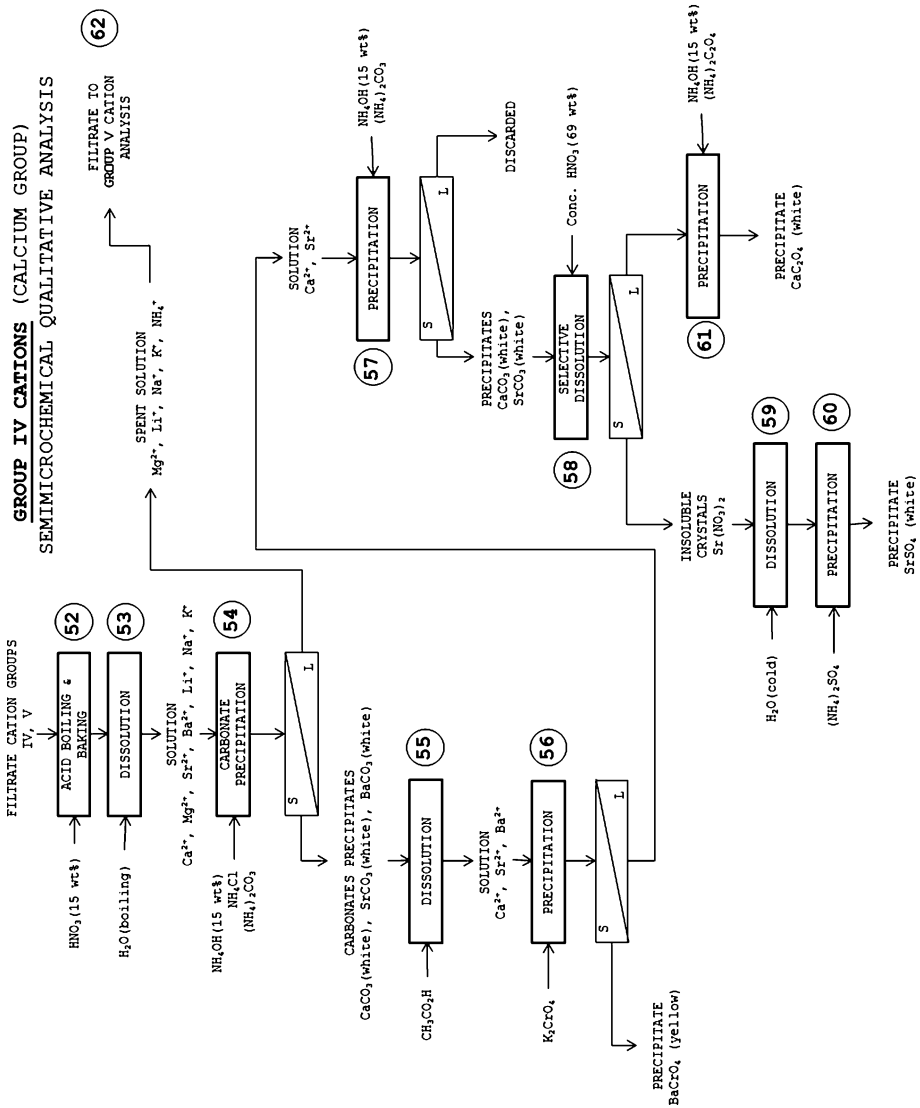 GROUP IV CATIONS (CALCIUM GROUP)
SEMIMICROCHEMICAL QUALITATIVE ANALYSIS
FILTRATE CATION GROUPS
IV, V
HNO₃(15 wt%)
ACID BOILING &
BAKING
52
H₂O(boiling)
DISSOLUTION
53
SOLUTION
Ca²⁺, Mg²⁺, Sr²⁺, Ba²⁺, Li⁺, Na⁺, K⁺
NH₄OH(15 wt%)
NH₄Cl
(NH₄)₂CO₃
CARBONATE
PRECIPITATION
54
S
L
SPENT SOLUTION
Mg²⁺, Li⁺, Na⁺, K⁺, NH₄⁺
FILTRATE TO
GROUP V CATION
ANALYSIS
62
CARBONATES PRECIPITATES
CaCO₃(white), SrCO₃(white), BaCO₃(white)
CH₃CO₂H
DISSOLUTION
55
SOLUTION
Ca²⁺, Sr²⁺, Ba²⁺
K₂CrO₄
PRECIPITATION
56
S
L
PRECIPITATE
BaCrO₄ (yellow)
SOLUTION
Ca²⁺, Sr²⁺
57
PRECIPITATION
NH₄OH(15 wt%)
(NH₄)₂CO₃
S
L
DISCARDED
PRECIPITATES
CaCO₃(white),
SrCO₃(white)
58
SELECTIVE
DISSOLUTION
Conc. HNO₃(69 wt%)
S
L
INSOLUBLE
CRYSTALS
Sr(NO₃)₂
H₂O(cold)
DISSOLUTION
59
(NH₄)₂SO₄
PRECIPITATION
60
PRECIPITATE
SrSO₄ (white)
61
PRECIPITATION
NH₄OH(15 wt%)
(NH₄)₂C₂O₄
PRECIPITATE
CaC₂O₄ (white)